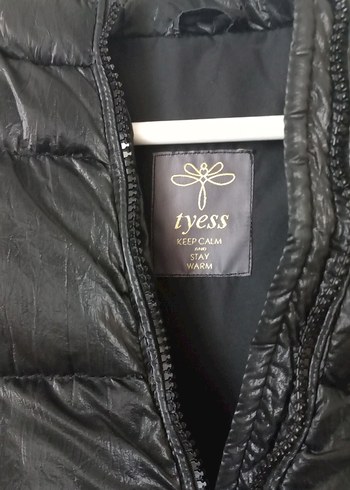 tyess
KEEP CALM
AND
STAY
WARM